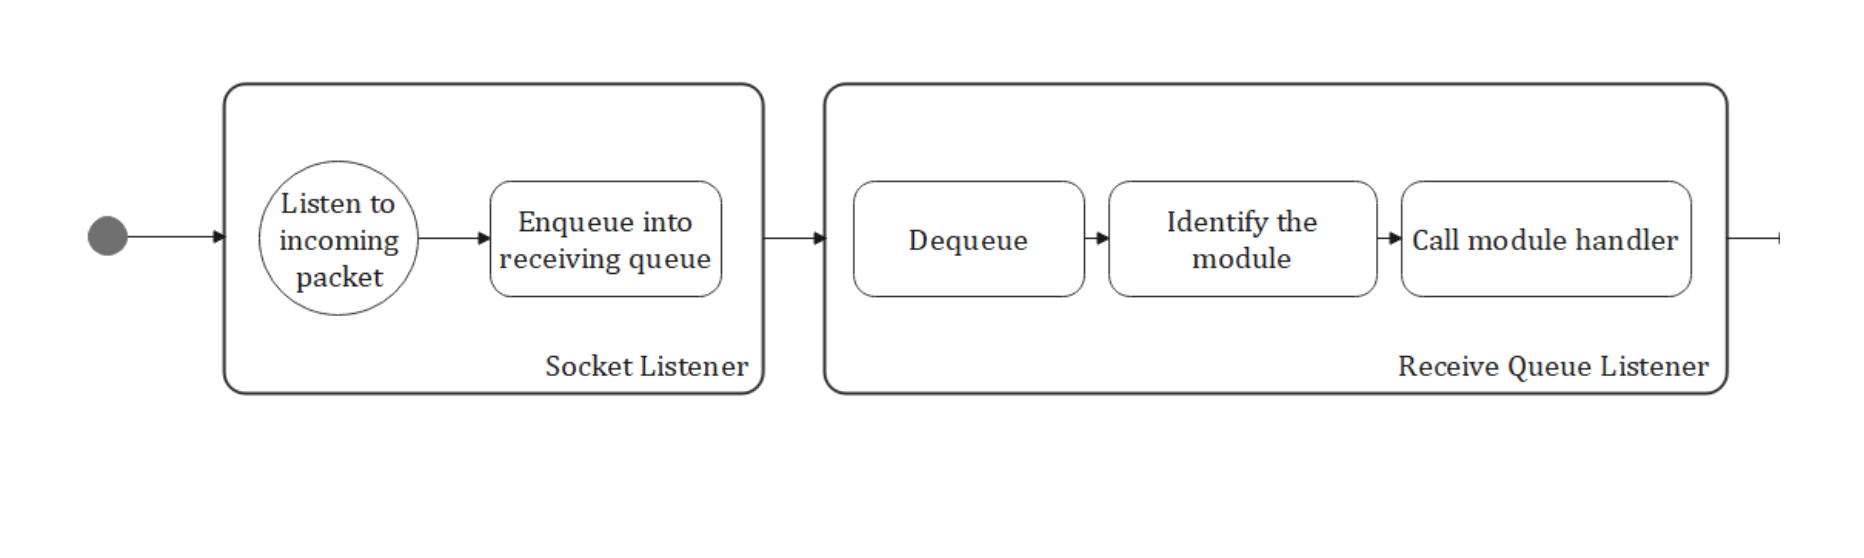 Listen to
incoming
packet
Enqueue into
receiving queue
Socket Listener
Dequeue
Identify the
module
Call module handler
Receive Queue Listener